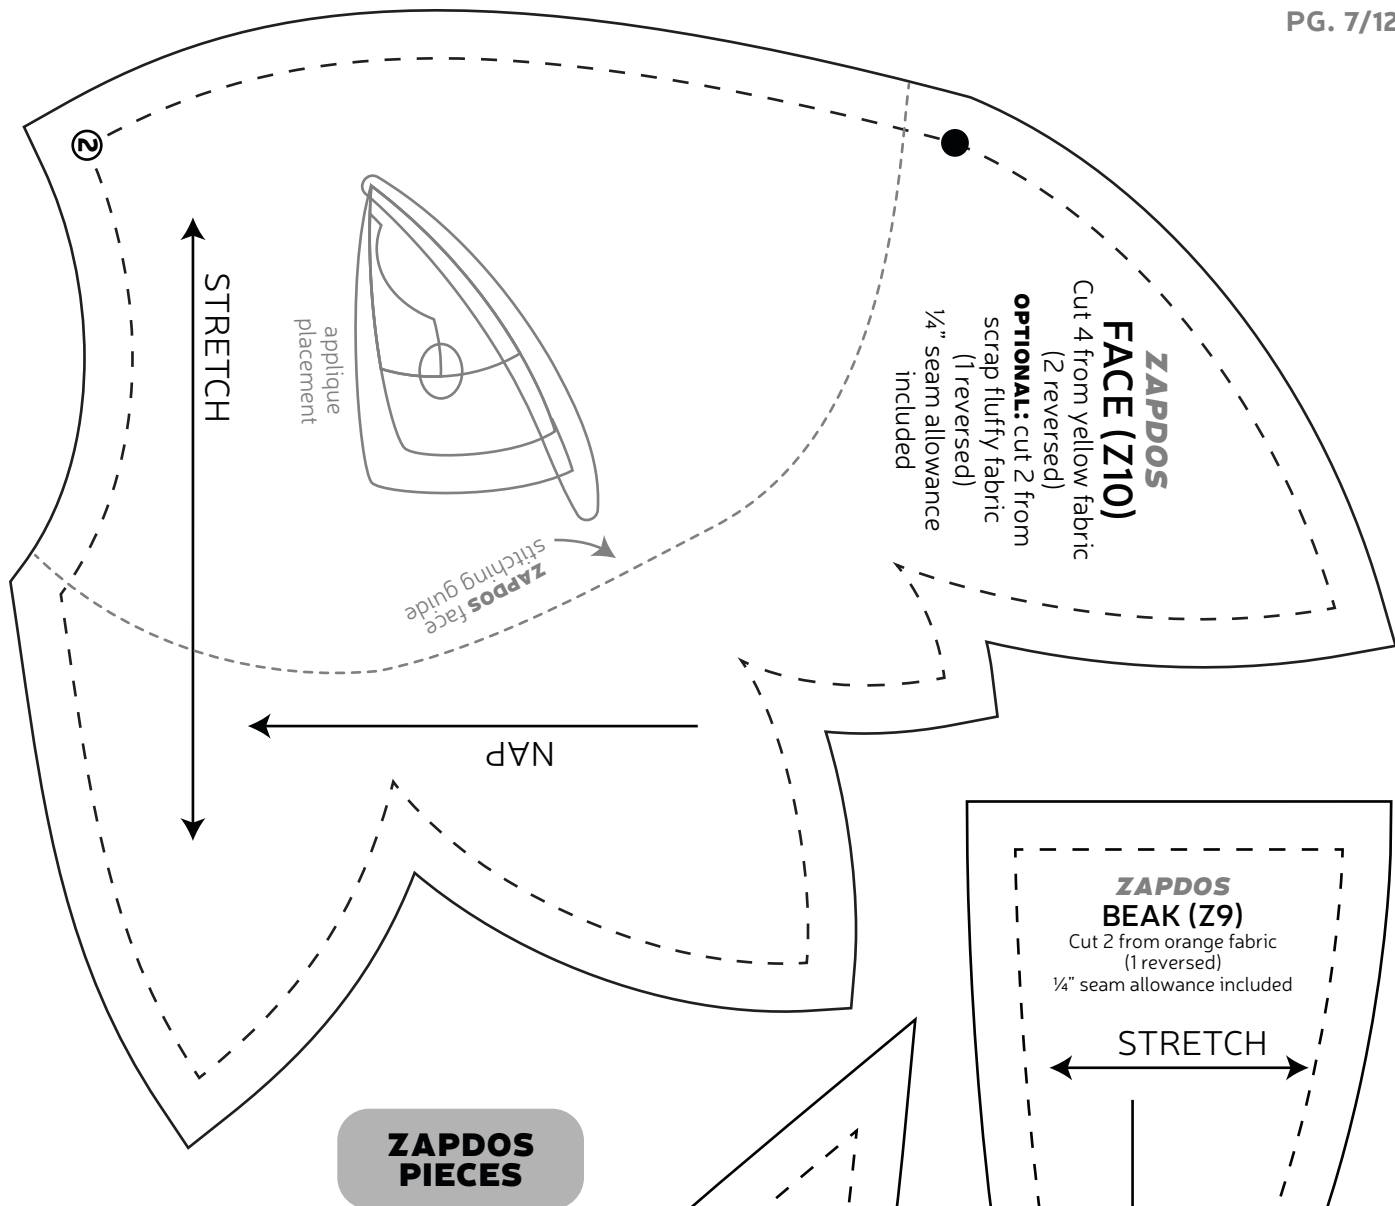 PG. 7/12
2
STRETCH
applique
placement
ZAPDOS face
stitching guide
ZAPDOS
FACE (Z10)
Cut 4 from yellow fabric
(2 reversed)
OPTIONAL: cut 2 from
scrap fluffy fabric
(1 reversed)
¼” seam allowance
included
NAP
ZAPDOS
BEAK (Z9)
Cut 2 from orange fabric
(1 reversed)
¼” seam allowance included
STRETCH
ZAPDOS
PIECES